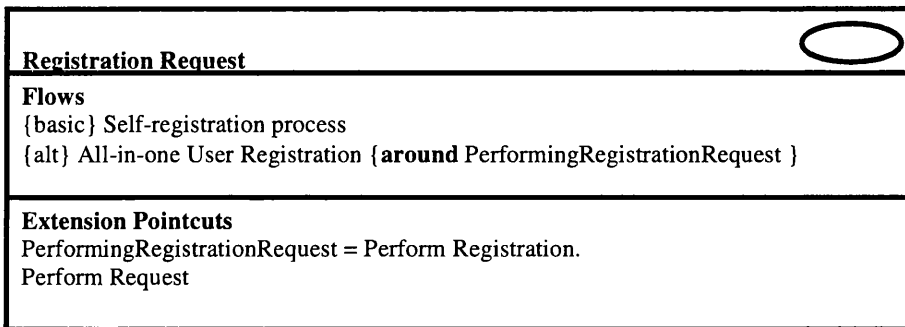 Registration Request
Flows
{basic} Self-registration process
{alt} All-in-one User Registration {around PerformingRegistrationRequest }
Extension Pointcuts
PerformingRegistrationRequest = Perform Registration.
Perform Request